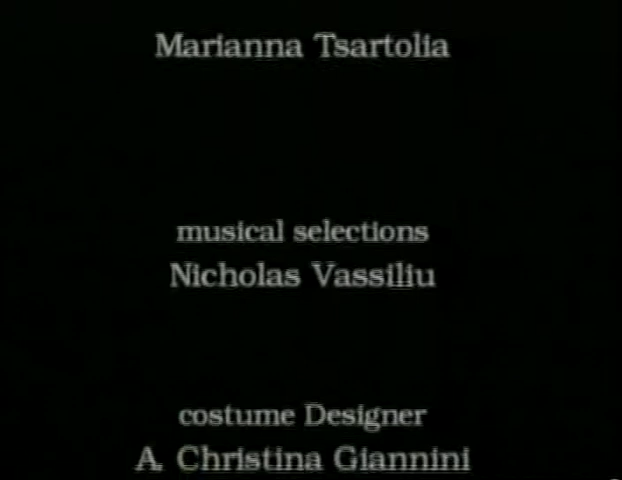 Marianna Tsartolia
musical selections
Nicholas Vassiliu
costume Designer
A. Christina Giannini